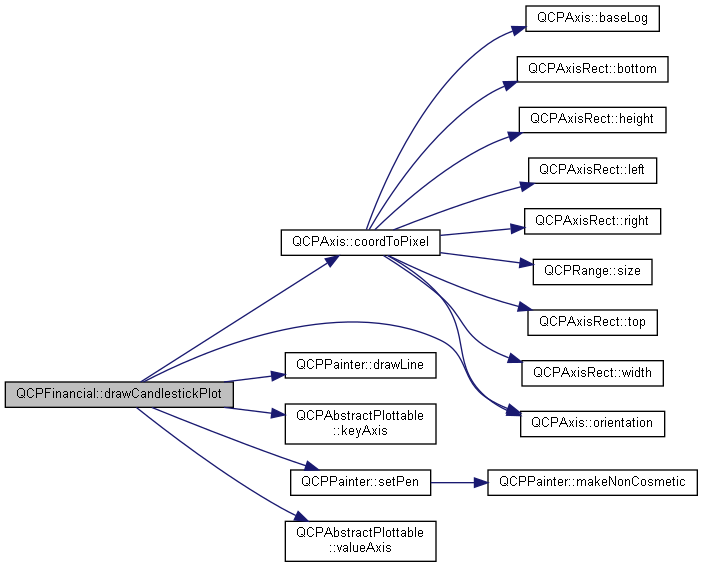 QCPAxis::baseLog
QCPAxisRect::bottom
QCPAxisRect::height
QCPAxisRect::left
QCPAxisRect::right
QCPAxis::coordToPixel
QCPRange::size
QCPAxisRect::top
QCPPainter::drawLine
QCPAxisRect::width
QCPFinancial::drawCandlestickPlot
QCPAbstractPlottable
::keyAxis
QCPAxis::orientation
QCPPainter::setPen
QCPPainter::makeNonCosmetic
QCPAbstractPlottable
::valueAxis